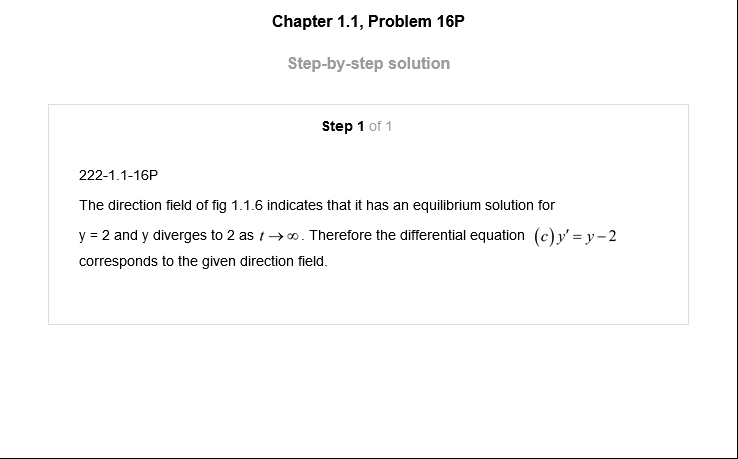 Chapter 1.1, Problem 16P
Step-by-step solution
Step 1 of 1
222-1.1-16P
The direction field of fig 1.1.6 indicates that it has an equilibrium solution for
y = 2 and y diverges to 2 as t → ∞. Therefore the differential equation (c) y′ = y − 2
corresponds to the given direction field.